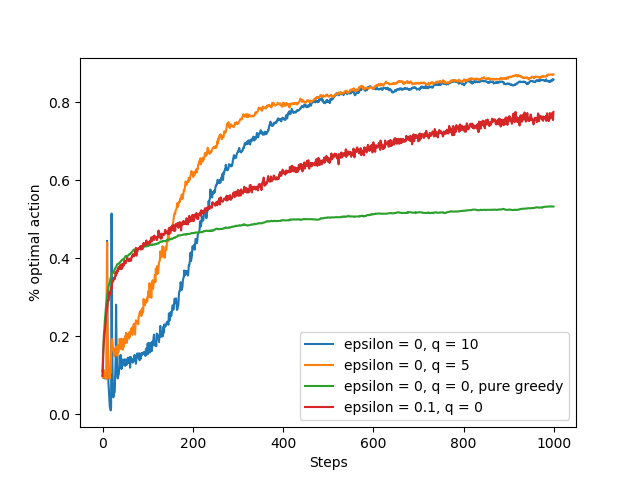 0.8
0.6
0.4
0.2
0.0
% optimal action
epsilon = 0, q = 10
epsilon = 0, q = 5
epsilon = 0, q = 0, pure greedy
epsilon = 0.1, q = 0
0 200 400 600 800 1000
Steps